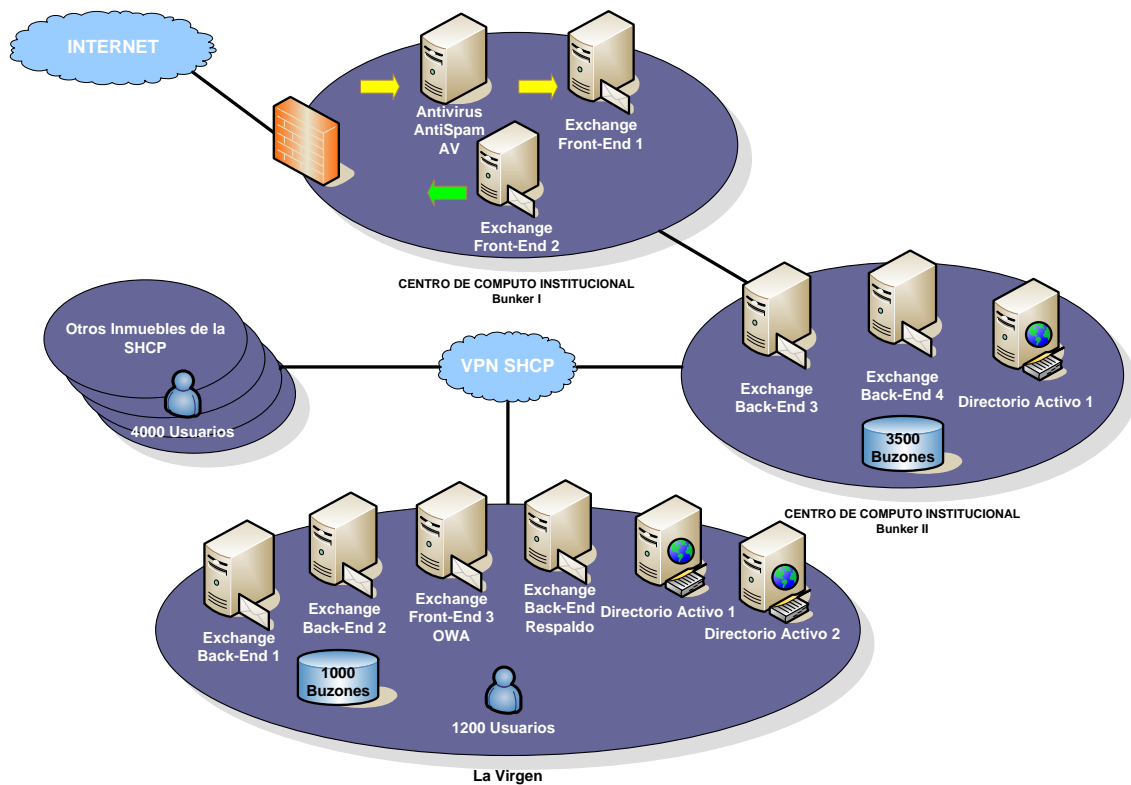 INTERNET
Antivirus
AntiSpam
AV
Exchange
Front-End 1
Exchange
Front-End 2
CENTRO DE COMPUTO INSTITUCIONAL
Bunker I
Otros Inmuebles de la
SHCP
4000 Usuarios
VPN SHCP
Exchange
Back-End 3
Exchange
Back-End 4
Directorio Activo 1
3500
Buzones
CENTRO DE COMPUTO INSTITUCIONAL
Bunker II
Exchange
Back-End 1
Exchange
Back-End 2
Exchange
Front-End 3
OWA
Exchange
Back-End
Respaldo
Directorio Activo 1
Directorio Activo 2
1000
Buzones
1200 Usuarios
La Virgen